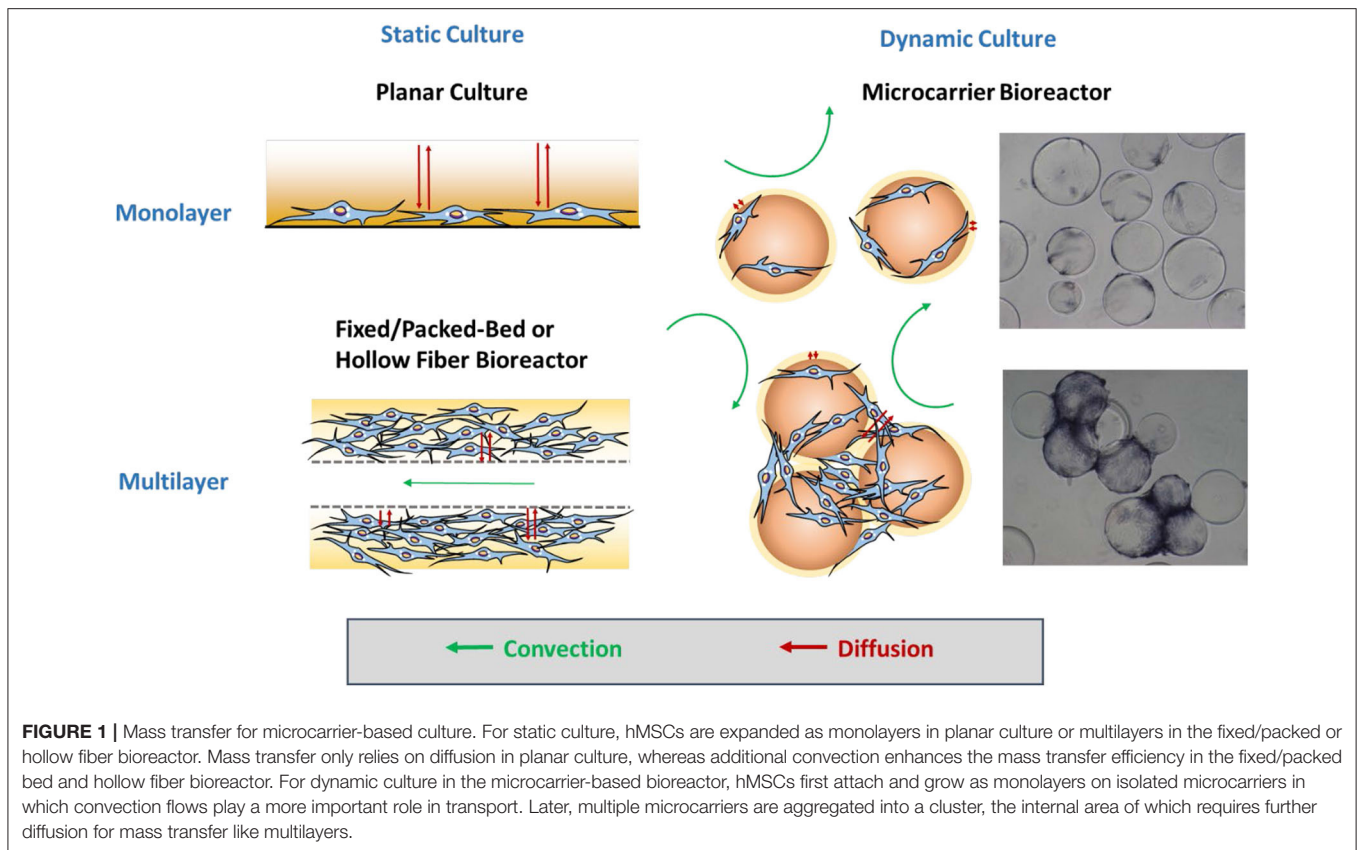 Static Culture
Dynamic Culture
Planar Culture
Microcarrier Bioreactor
Monolayer
Fixed/Packed-Bed or
Hollow Fiber Bioreactor
Multilayer
Convection
Diffusion
FIGURE 1 | Mass transfer for microcarrier-based culture. For static culture, hMSCs are expanded as monolayers in planar culture or multilayers in the fixed/packed or
hollow fiber bioreactor. Mass transfer only relies on diffusion in planar culture, whereas additional convection enhances the mass transfer efficiency in the fixed/packed
bed and hollow fiber bioreactor. For dynamic culture in the microcarrier-based bioreactor, hMSCs first attach and grow as monolayers on isolated microcarriers in
which convection flows play a more important role in transport. Later, multiple microcarriers are aggregated into a cluster, the internal area of which requires further
diffusion for mass transfer like multilayers.